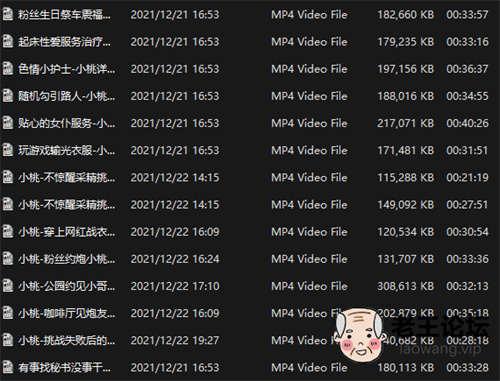 粉丝生日祭车震福... 2021/12/21 16:53 MP4 Video File 182,660 KB 00:33:57
起床性爱服务治疗... 2021/12/21 16:53 MP4 Video File 179,235 KB 00:33:16
色情小护士-小桃洋... 2021/12/21 16:53 MP4 Video File 197,156 KB 00:36:37
随机勾引路人-小桃... 2021/12/21 16:53 MP4 Video File 188,016 KB 00:34:55
贴心的女仆服务-小... 2021/12/21 16:53 MP4 Video File 217,071 KB 00:40:26
玩游戏输光衣服-小... 2021/12/21 16:53 MP4 Video File 171,481 KB 00:31:51
小桃-不惊醒采精挑... 2021/12/22 14:15 MP4 Video File 115,288 KB 00:21:19
小桃-不惊醒采精挑... 2021/12/22 14:15 MP4 Video File 149,092 KB 00:27:51
小桃-穿上网红战衣... 2021/12/22 16:09 MP4 Video File 120,534 KB 00:30:54
小桃-粉丝约炮小桃... 2021/12/22 16:24 MP4 Video File 131,707 KB 00:33:36
小桃-公园约见小哥... 2021/12/22 17:10 MP4 Video File 308,613 KB 00:32:13
小桃-咖啡厅见炮友... 2021/12/22 16:09 MP4 Video File 202,879 KB 00:35:18
小桃-挑战失败后的... 2021/12/22 19:27 MP4 Video File 240,682 KB 00:28:18
有事找秘书没事干... 2021/12/21 16:53 MP4 Video File 180,113 KB 00:33:28
老王论坛
laowang.vip